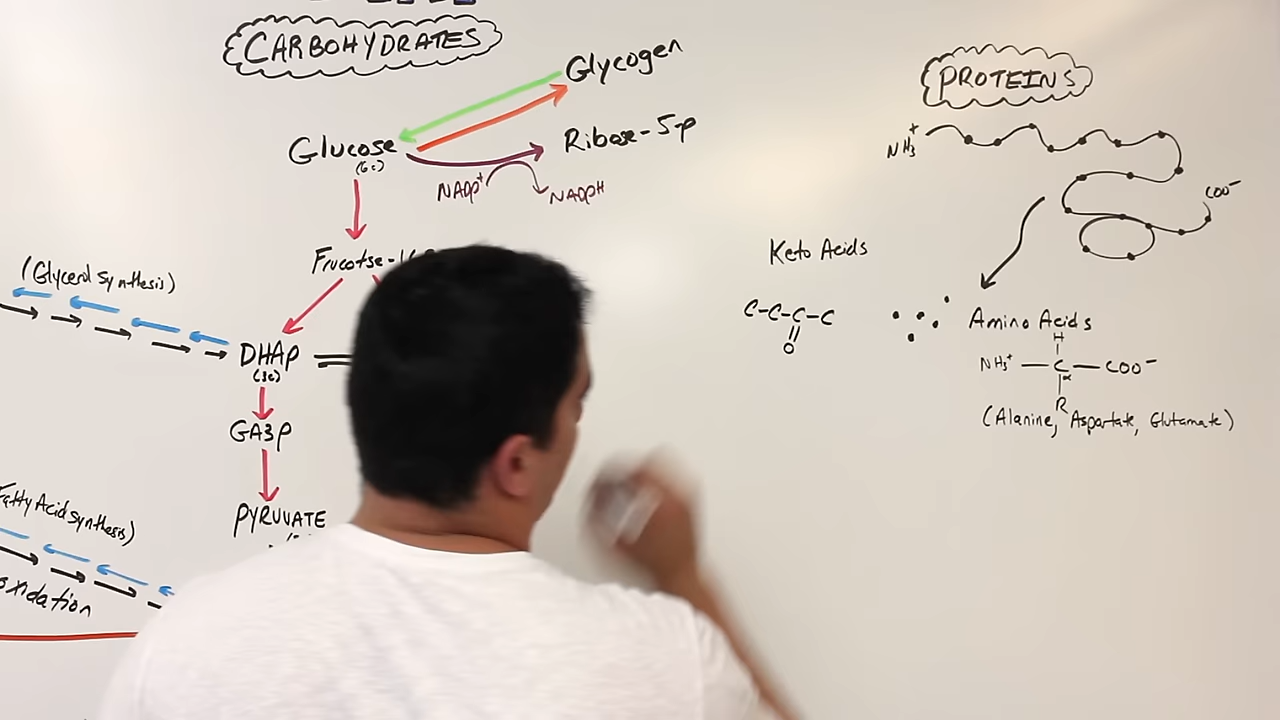 CARBOHYDRATES
Glycogen
Glucose
(6c)
Ribose-5-p
NADP+
NADPH
Frucotse-1,6
(Glycerol Synthesis)
DHAP
(3c)
GA3P
PYRUVATE
Fatty Acid synthesis)
oxidation
PROTEINS
NH3+
COO-
Keto Acids
C-C-C-C
O
Amino Acids
H
NH3+ — C — COO-
α
R
(Alanine, Aspartate, Glutamate)